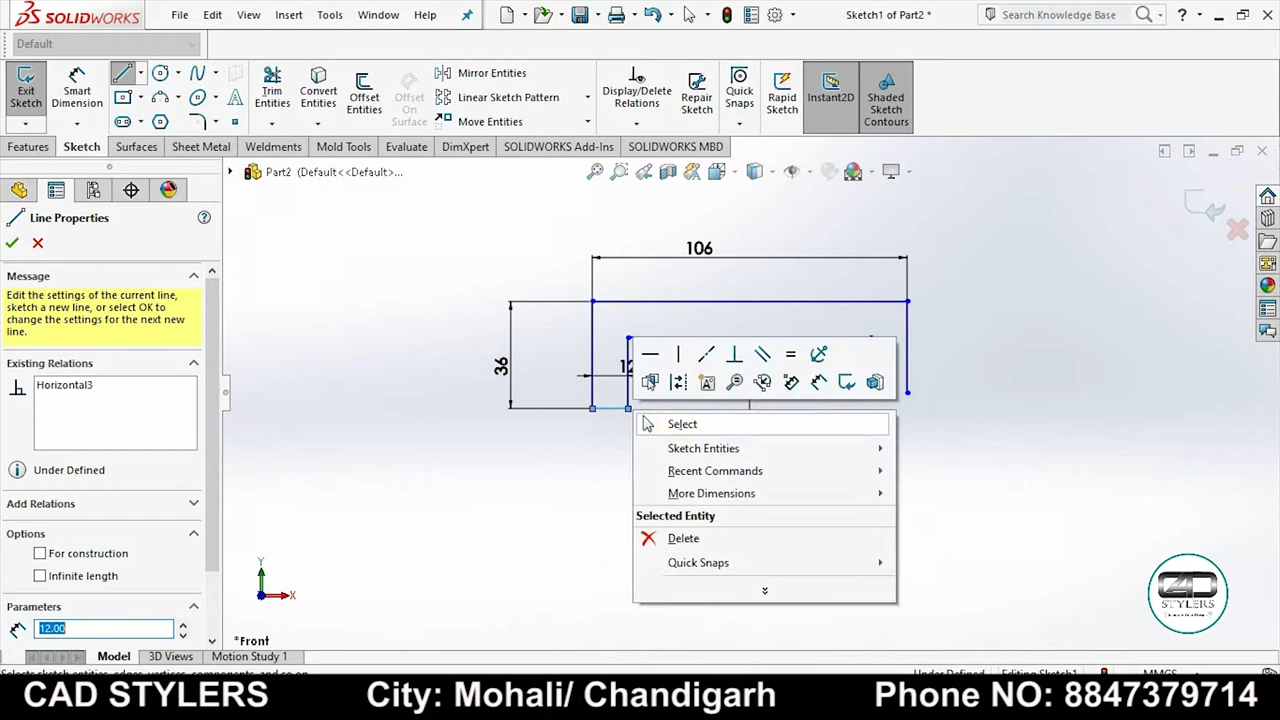 SOLIDWORKS
File Edit View Insert Tools Window Help
Sketch1 of Part2 *
Search Knowledge Base
?
Default
Exit Sketch
Smart Dimension
Trim Entities
Convert Entities
Offset Entities
Offset On Surface
Mirror Entities
Linear Sketch Pattern
Move Entities
Display/Delete Relations
Repair Sketch
Quick Snaps
Rapid Sketch
Instant2D
Shaded Sketch Contours
Features Sketch Surfaces Sheet Metal Weldments Mold Tools Evaluate DimXpert SOLIDWORKS Add-Ins SOLIDWORKS MBD
Part2 (Default<<Default>...
Line Properties
Message
Edit the settings of the current line,
sketch a new line, or select OK to
change the settings for the next new
line.
Existing Relations
Horizontal3
Under Defined
Add Relations
Options
For construction
Infinite length
Parameters
12.00
106
36
12
Select
Sketch Entities
Recent Commands
More Dimensions
Selected Entity
Delete
Quick Snaps
Y
X
*Front
CAD
STYLERS
Model 3D Views Motion Study 1
CAD STYLERS City: Mohali/ Chandigarh Phone NO: 8847379714